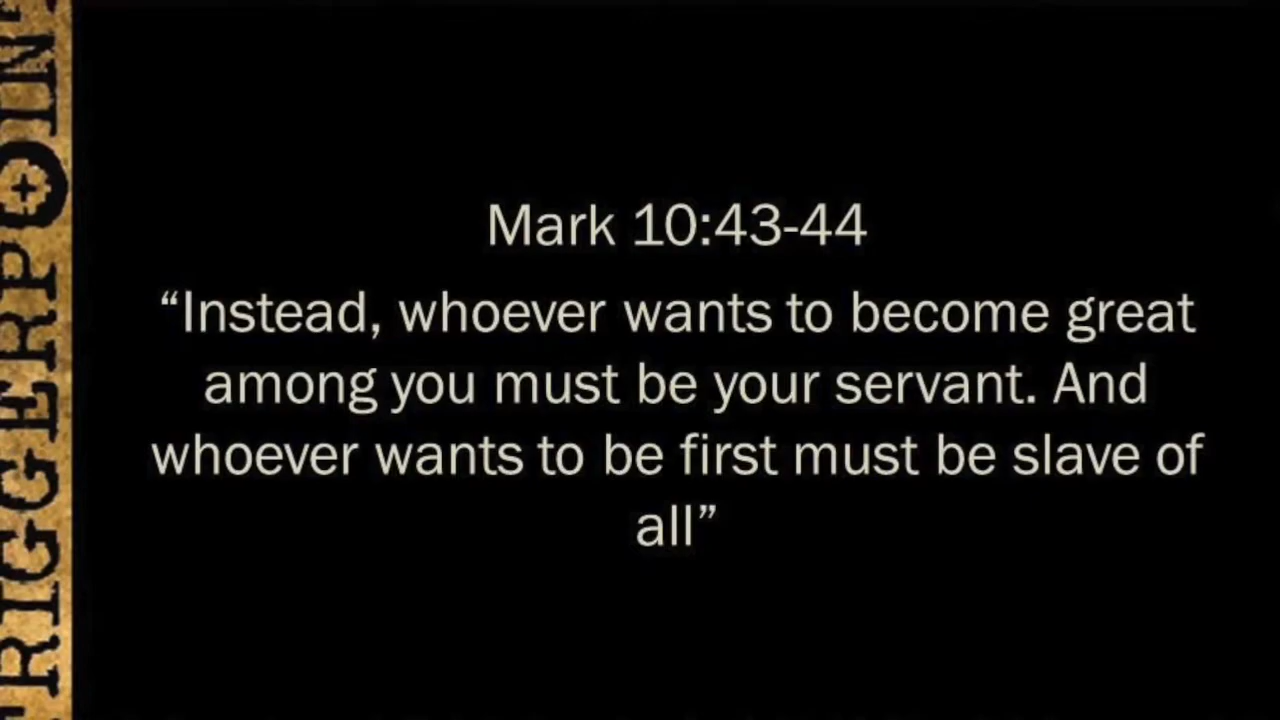 TRIGGERPOINT
Mark 10:43-44
“Instead, whoever wants to become great
among you must be your servant. And
whoever wants to be first must be slave of
all”